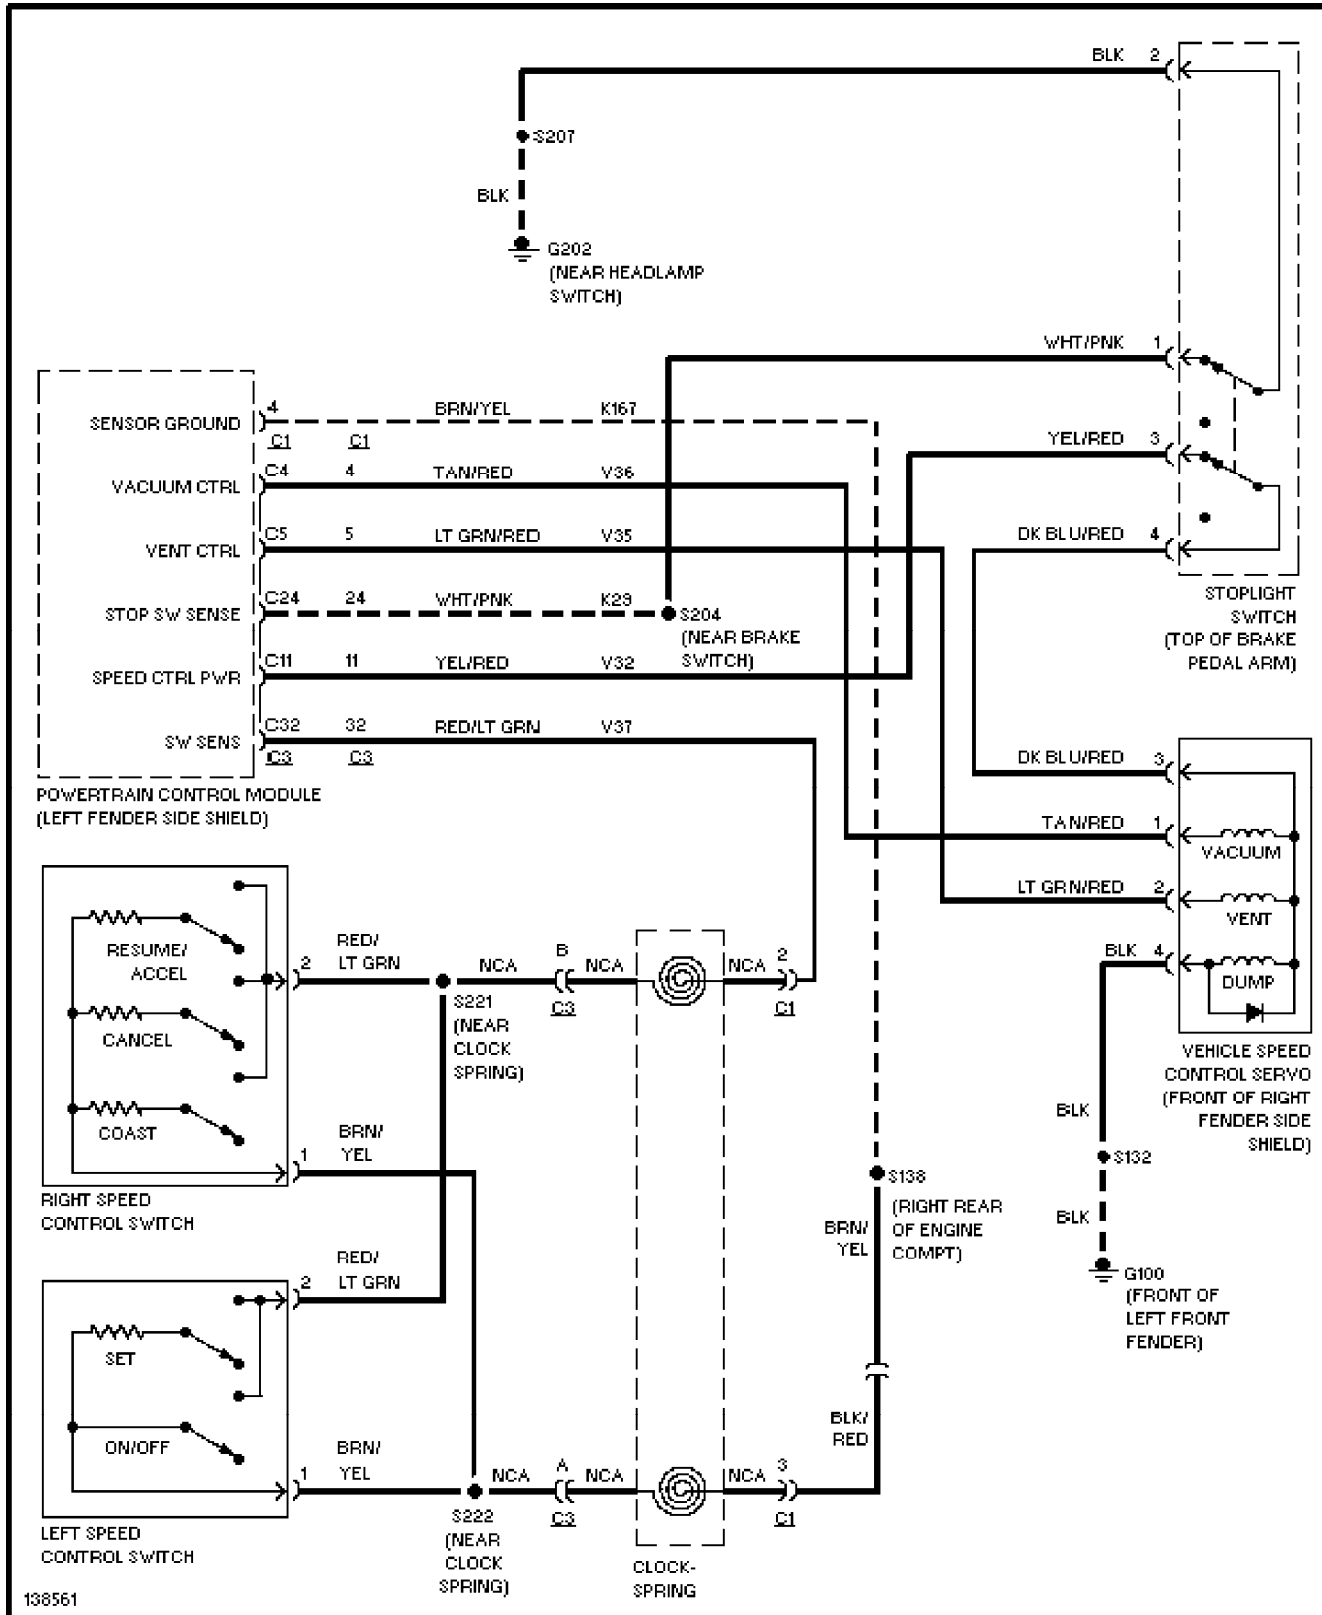 BLK 2
S207
BLK
G202
(NEAR HEADLAMP
SWITCH)
WHT/PNK 1
4 BRN/YEL K167
SENSOR GROUND
C1 C1
YEL/RED 3
C4 4 TAN/RED V36
VACUUM CTRL
C5 5 LT GRN/RED V35
DK BLU/RED 4
VENT CTRL
C24 24 WHT/PNK K29
STOP SW SENSE
S204
(NEAR BRAKE
SWITCH)
STOPLIGHT
SWITCH
(TOP OF BRAKE
PEDAL ARM)
C11 11 YEL/RED V32
SPEED CTRL PWR
C32 32 RED/LT GRN V37
SW SENS
C3 C3
POWERTRAIN CONTROL MODULE
(LEFT FENDER SIDE SHIELD)
DK BLU/RED 3
TAN/RED 1
VACUUM
LT GRN/RED 2
VENT
BLK 4
DUMP
VEHICLE SPEED
CONTROL SERVO
(FRONT OF RIGHT
FENDER SIDE
SHIELD)
RESUME/
ACCEL
CANCEL
COAST
2
RED/
LT GRN
NCA
B
C3
NCA
NCA
2
C1
S221
(NEAR
CLOCK
SPRING)
1
BRN/
YEL
RIGHT SPEED
CONTROL SWITCH
BLK
S132
BLK
G100
(FRONT OF
LEFT FRONT
FENDER)
S138
(RIGHT REAR
OF ENGINE
COMPT)
BRN/
YEL
2
RED/
LT GRN
SET
ON/OFF
BLK/
RED
1
BRN/
YEL
NCA
A
C3
NCA
NCA
3
C1
S222
(NEAR
CLOCK
SPRING)
LEFT SPEED
CONTROL SWITCH
CLOCK-
SPRING
138561